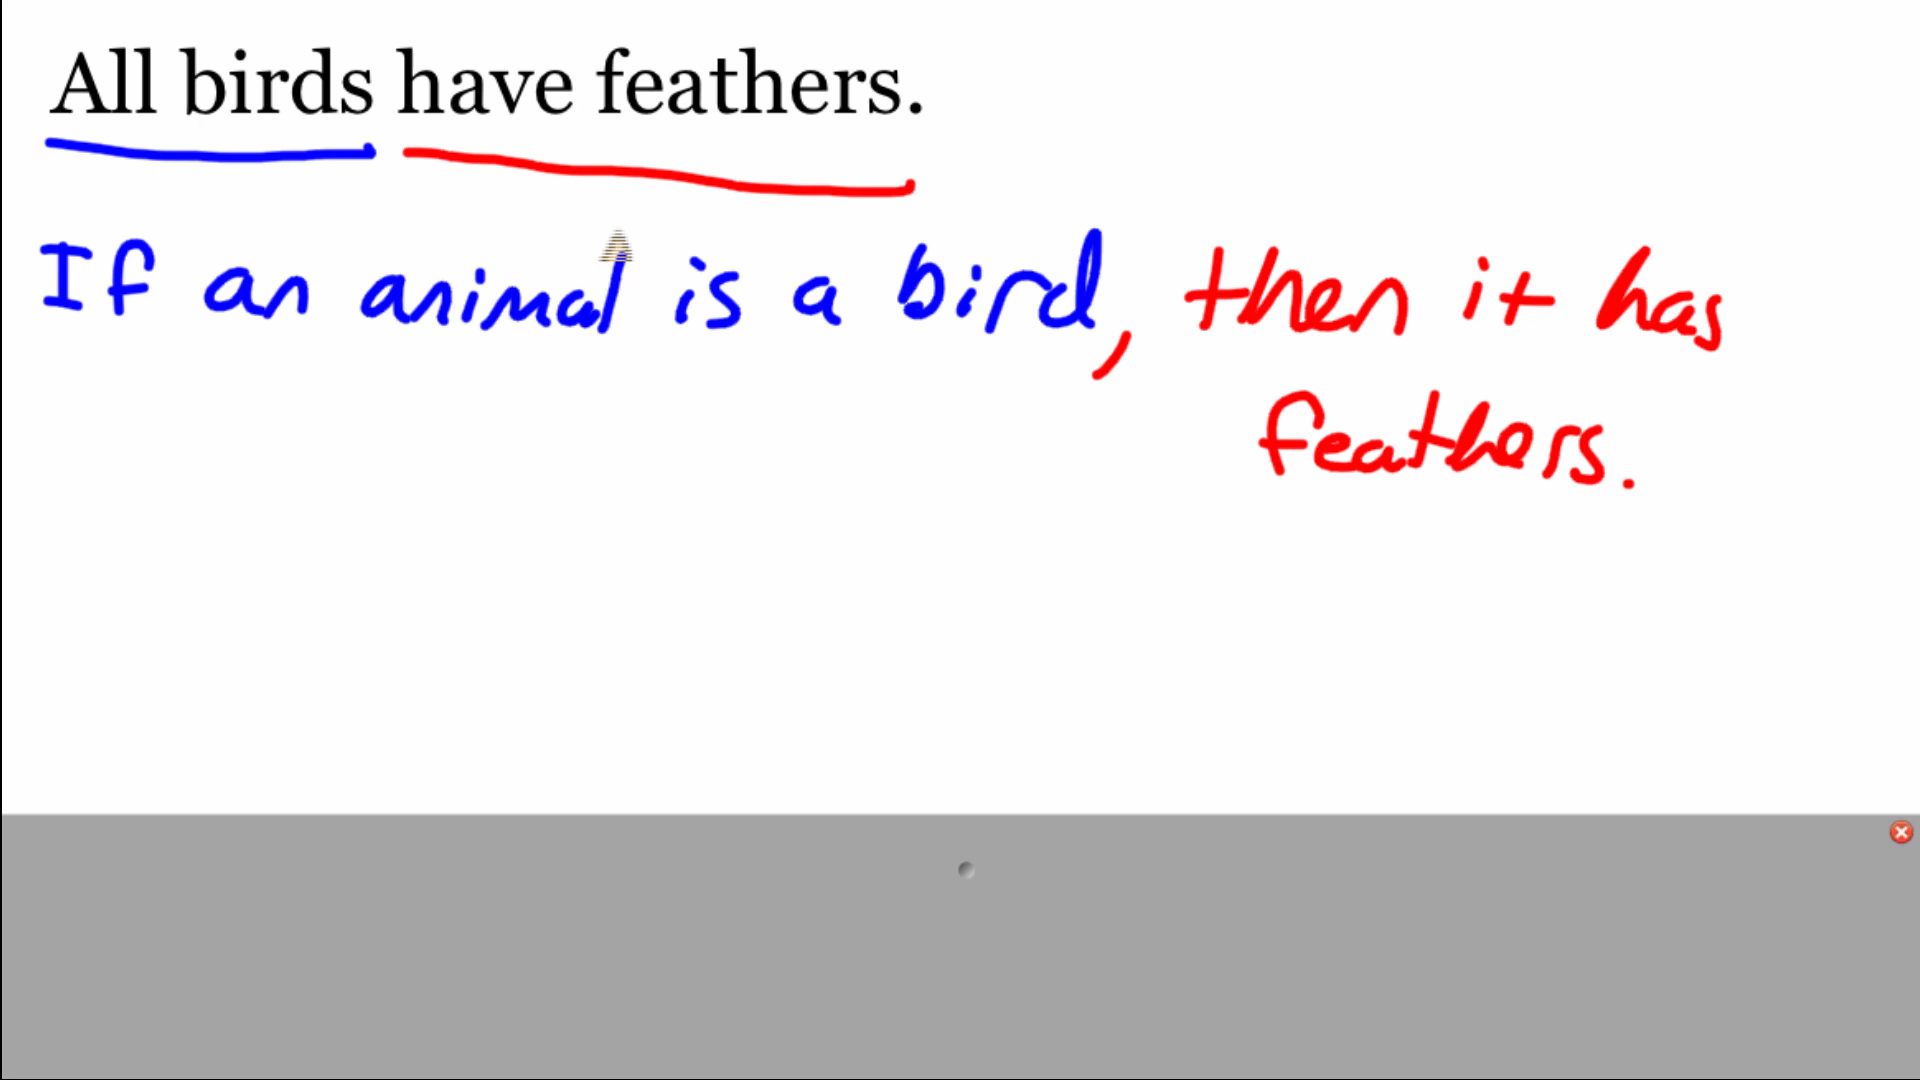 All birds have feathers.
If an animal is a bird, then it has
feathers.